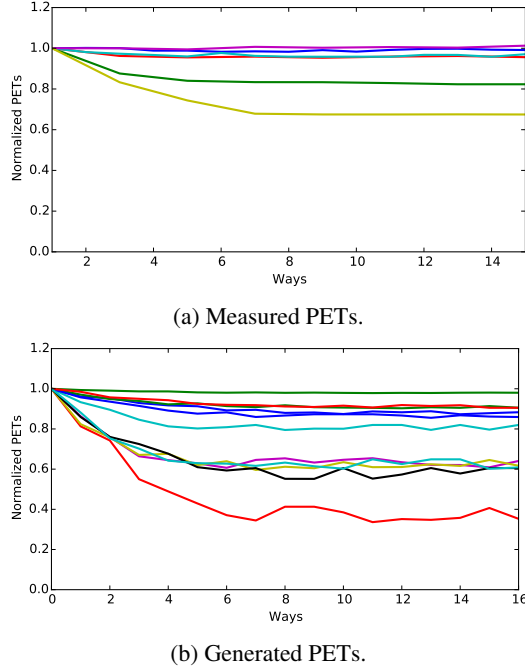 1.2
1.0
0.8
0.6
0.4
0.2
0.0
Normalized PETs
2 4 6 8 10 12 14
Ways
(a) Measured PETs.
1.2
1.0
0.8
0.6
0.4
0.2
0.0
Normalized PETs
0 2 4 6 8 10 12 14 16
Ways
(b) Generated PETs.